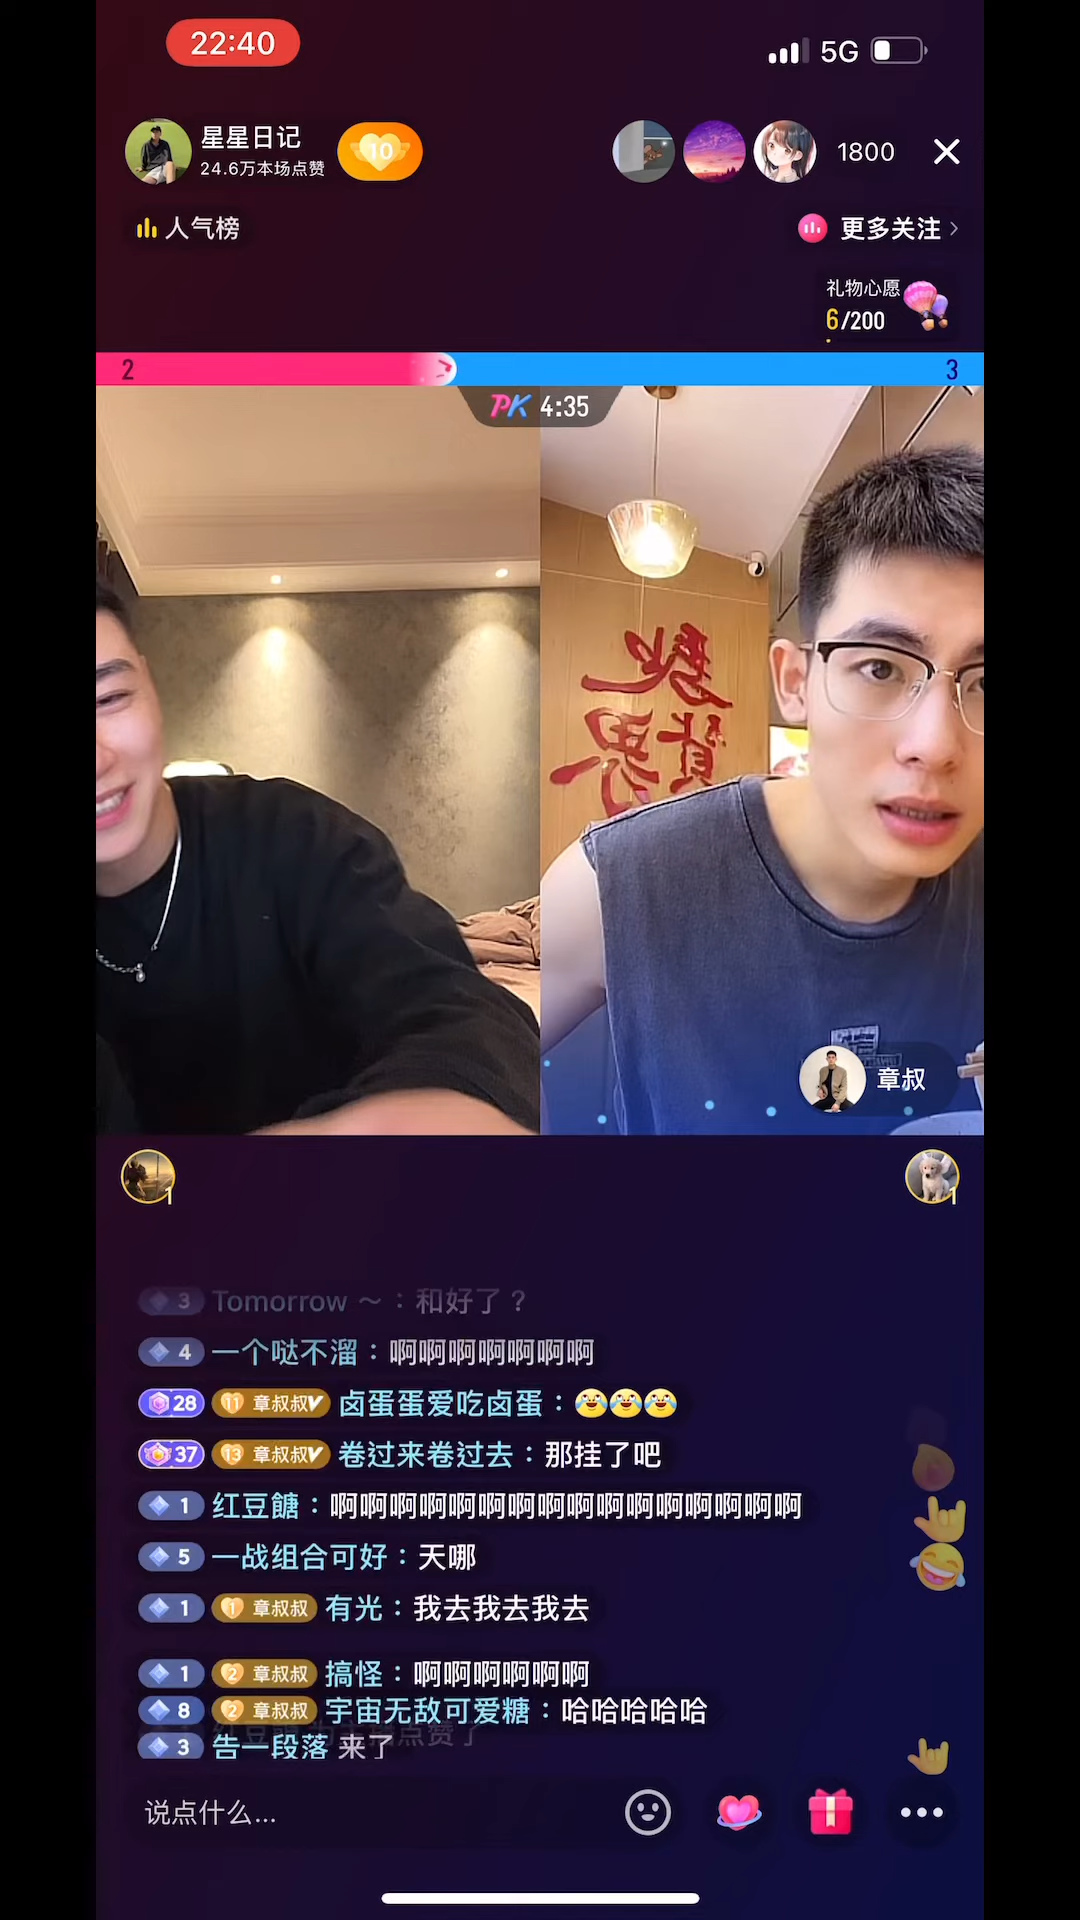 22:40
5G
星星日记
24.6万本场点赞
10
1800
人气榜
更多关注
礼物心愿
6/200
2
3
PK 4:35
章叔
1
1
3 Tomorrow ～：和好了？
4 一个哒不溜：啊啊啊啊啊啊啊
28 11 章叔叔 卤蛋蛋爱吃卤蛋：😂😂😂
37 13 章叔叔 卷过来卷过去：那挂了吧
1 红豆餹：啊啊啊啊啊啊啊啊啊啊啊啊啊啊啊啊
5 一战组合可好：天哪
1 1 章叔叔 有光：我去我去我去
1 2 章叔叔 搞怪：啊啊啊啊啊啊
8 2 章叔叔 宇宙无敌可爱糖：哈哈哈哈哈
3 告一段落 来了
说点什么...